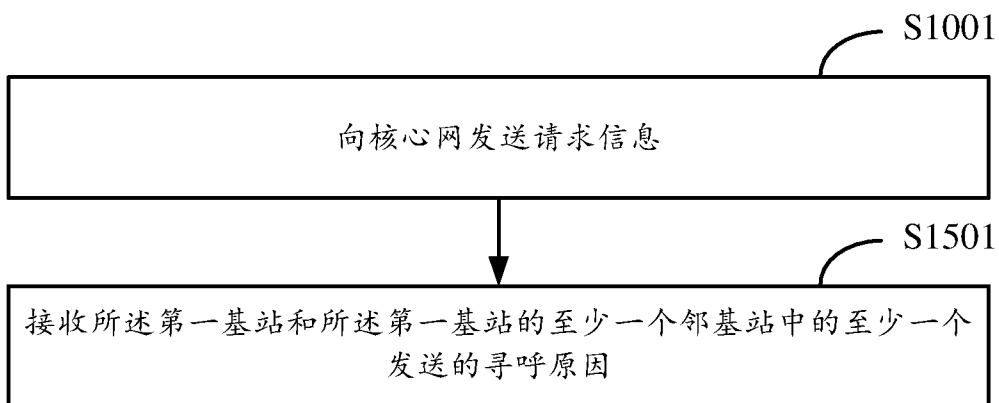 S1001
向核心网发送请求信息
S1501
接收所述第一基站和所述第一基站的至少一个邻基站中的至少一个
发送的寻呼原因